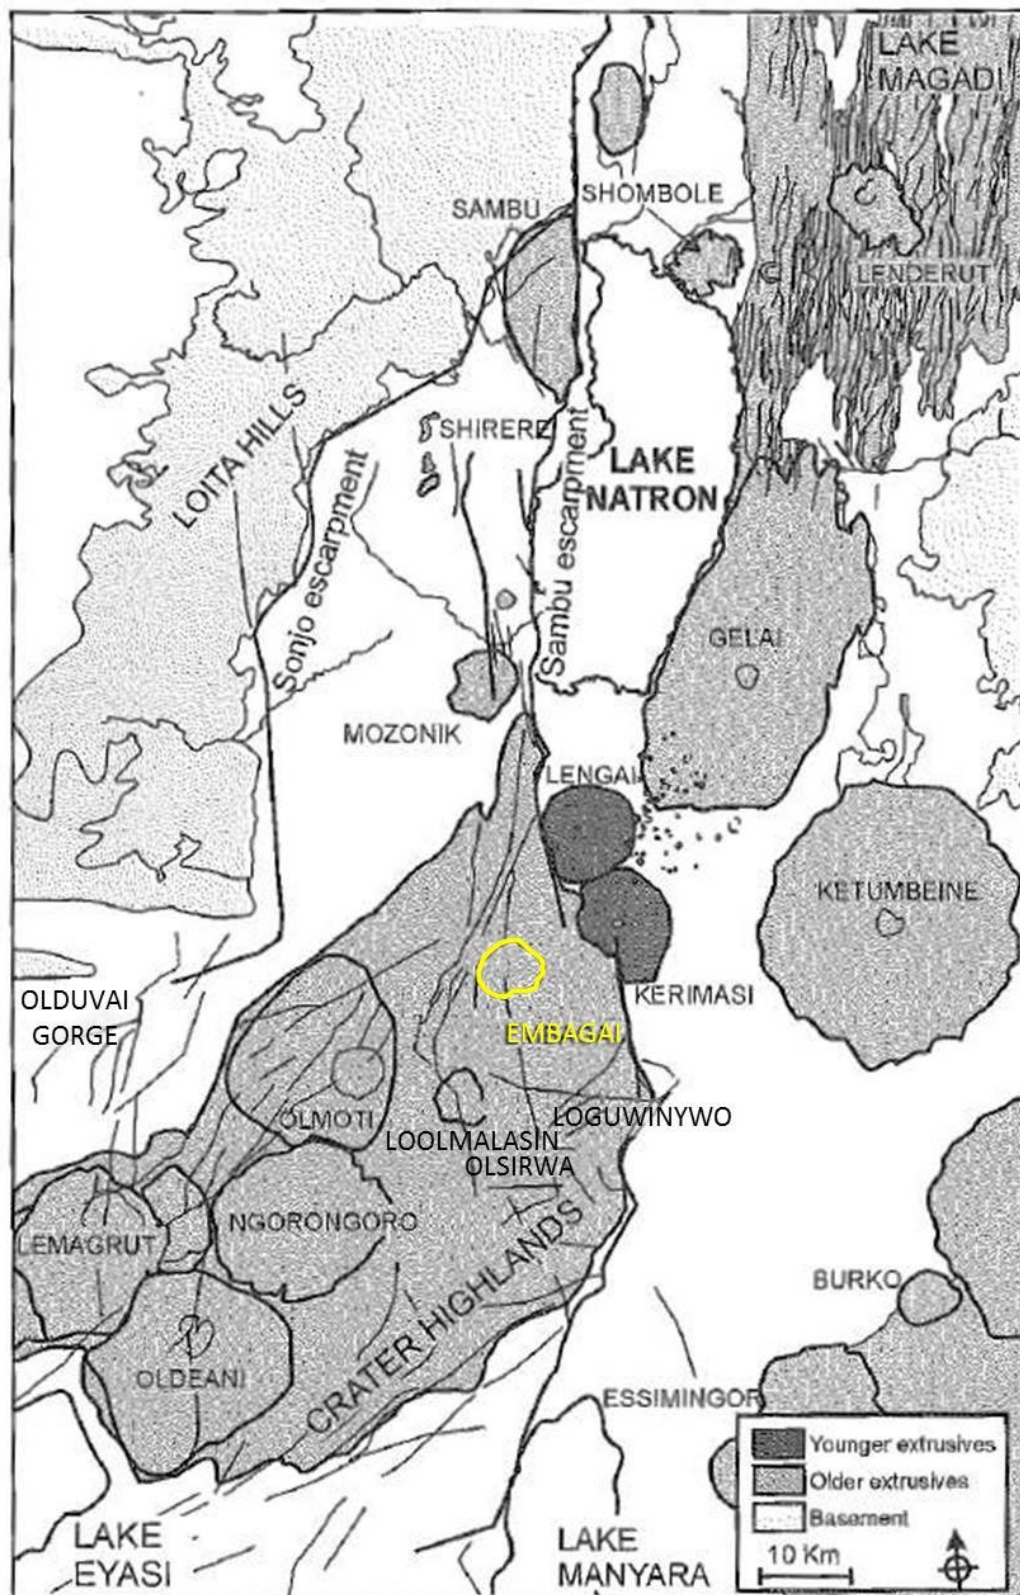 LAKE
MAGADI
SHOMBOLE
SAMBU
LENDERUT
LOITA HILLS
SHIRERE
Sonjo escarpment
Sambu escarpment
LAKE
NATRON
GELAI
MOZONIK
LENGAI
KETUMBEINE
KERIMASI
OLDUVAI
GORGE
EMBAGAI
OLMOTI
LOOLMALASIN
LOGUWINYWO
OLSIRWA
LEMAGRUT
NGORONGORO
CRATER HIGHLANDS
BURKO
OLDEANI
ESSIMINGOR
Younger extrusives
Older extrusives
Basement
10 Km
LAKE
EYASI
LAKE
MANYARA